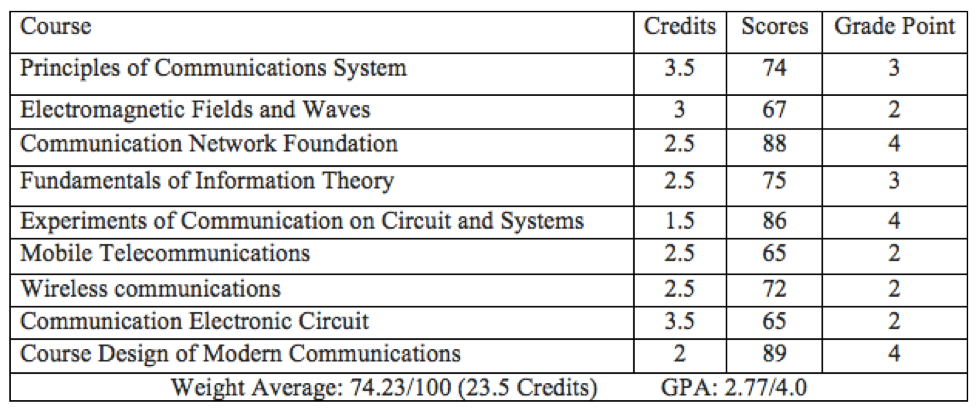 Course Credits Scores Grade Point
Principles of Communications System 3.5 74 3
Electromagnetic Fields and Waves 3 67 2
Communication Network Foundation 2.5 88 4
Fundamentals of Information Theory 2.5 75 3
Experiments of Communication on Circuit and Systems 1.5 86 4
Mobile Telecommunications 2.5 65 2
Wireless communications 2.5 72 2
Communication Electronic Circuit 3.5 65 2
Course Design of Modern Communications 2 89 4
Weight Average: 74.23/100 (23.5 Credits) GPA: 2.77/4.0